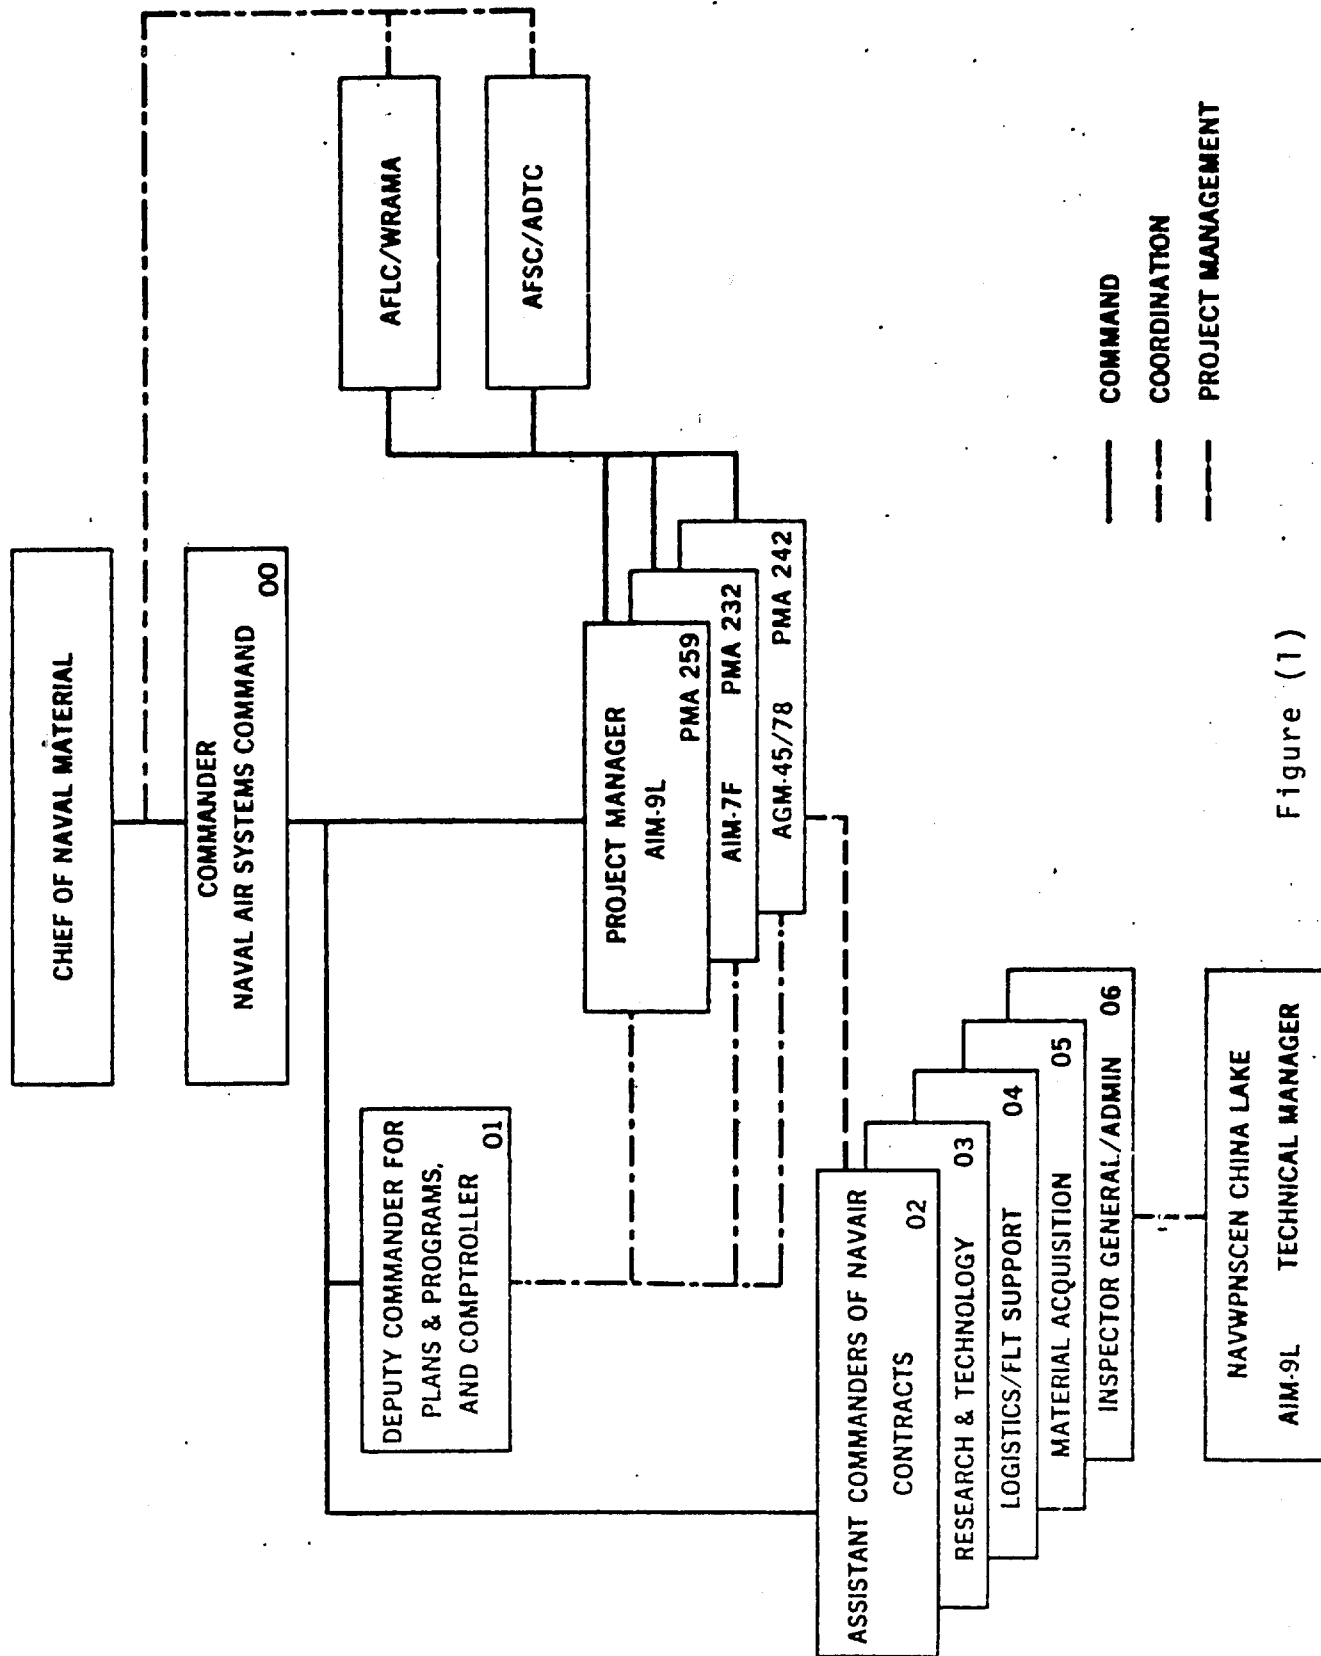 CHIEF OF NAVAL MATERIAL
COMMANDER
NAVAL AIR SYSTEMS COMMAND
00
DEPUTY COMMANDER FOR
PLANS & PROGRAMS,
AND COMPTROLLER
01
AFLC/WRAMA
AFSC/ADTC
PROJECT MANAGER
AIM-9L
PMA 259
AIM-7F PMA 232
AGM-45/78 PMA 242
ASSISTANT COMMANDERS OF NAVAIR
CONTRACTS
02
RESEARCH & TECHNOLOGY 03
LOGISTICS/FLT SUPPORT 04
MATERIAL ACQUISITION 05
INSPECTOR GENERAL/ADMIN 06
NAVWPNSCEN CHINA LAKE
AIM-9L TECHNICAL MANAGER
COMMAND
COORDINATION
PROJECT MANAGEMENT
Figure (1)